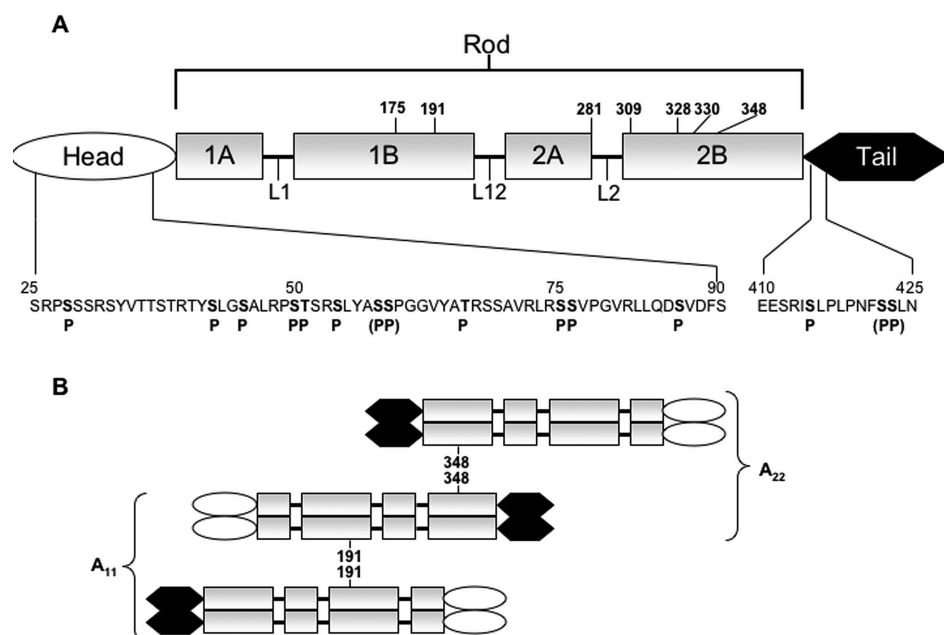 A
Rod
175 191 281 309 328 330 348
Head 1A 1B 2A 2B Tail
L1 L12 L2
25 50 75 90 410 425
SRPSSSRSYVTTSTRTYSLGSALRPSTSRSLYASSPGGVYATRSSAVRLRSSVPGVRLLQDSVDFS EESRISLPLPNFSSLN
P P P PP P (PP) P PP P P (PP)
B
348
348
A22
191
191
A11